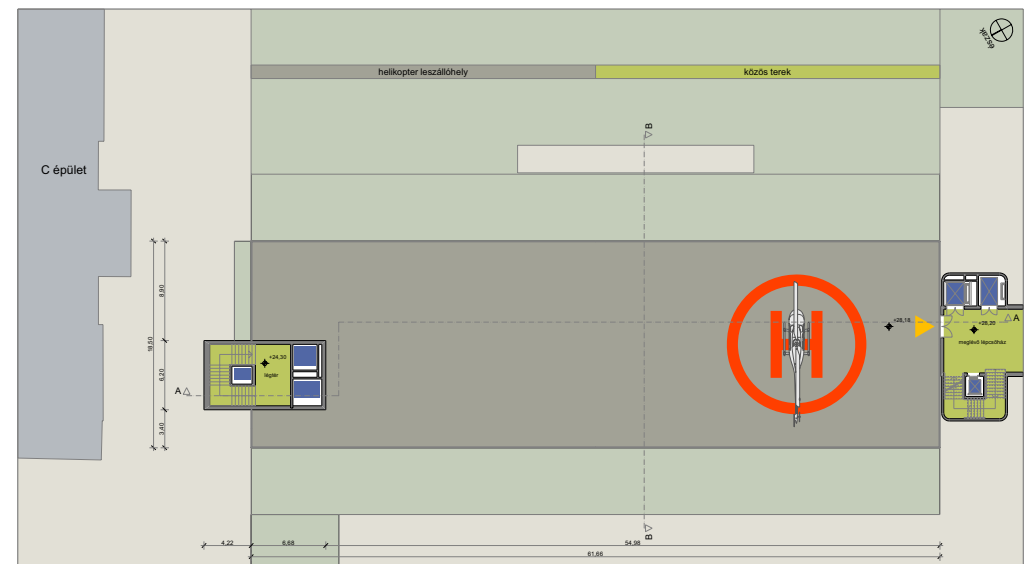 észak
helikopter leszállóhely
közös terek
B
C épület
8,90
18,50
6,20
3,40
+24,30
légtér
A
H
+28,18
+28,20
A
meglévő lépcsőház
B
4,22
6,68
54,98
61,66